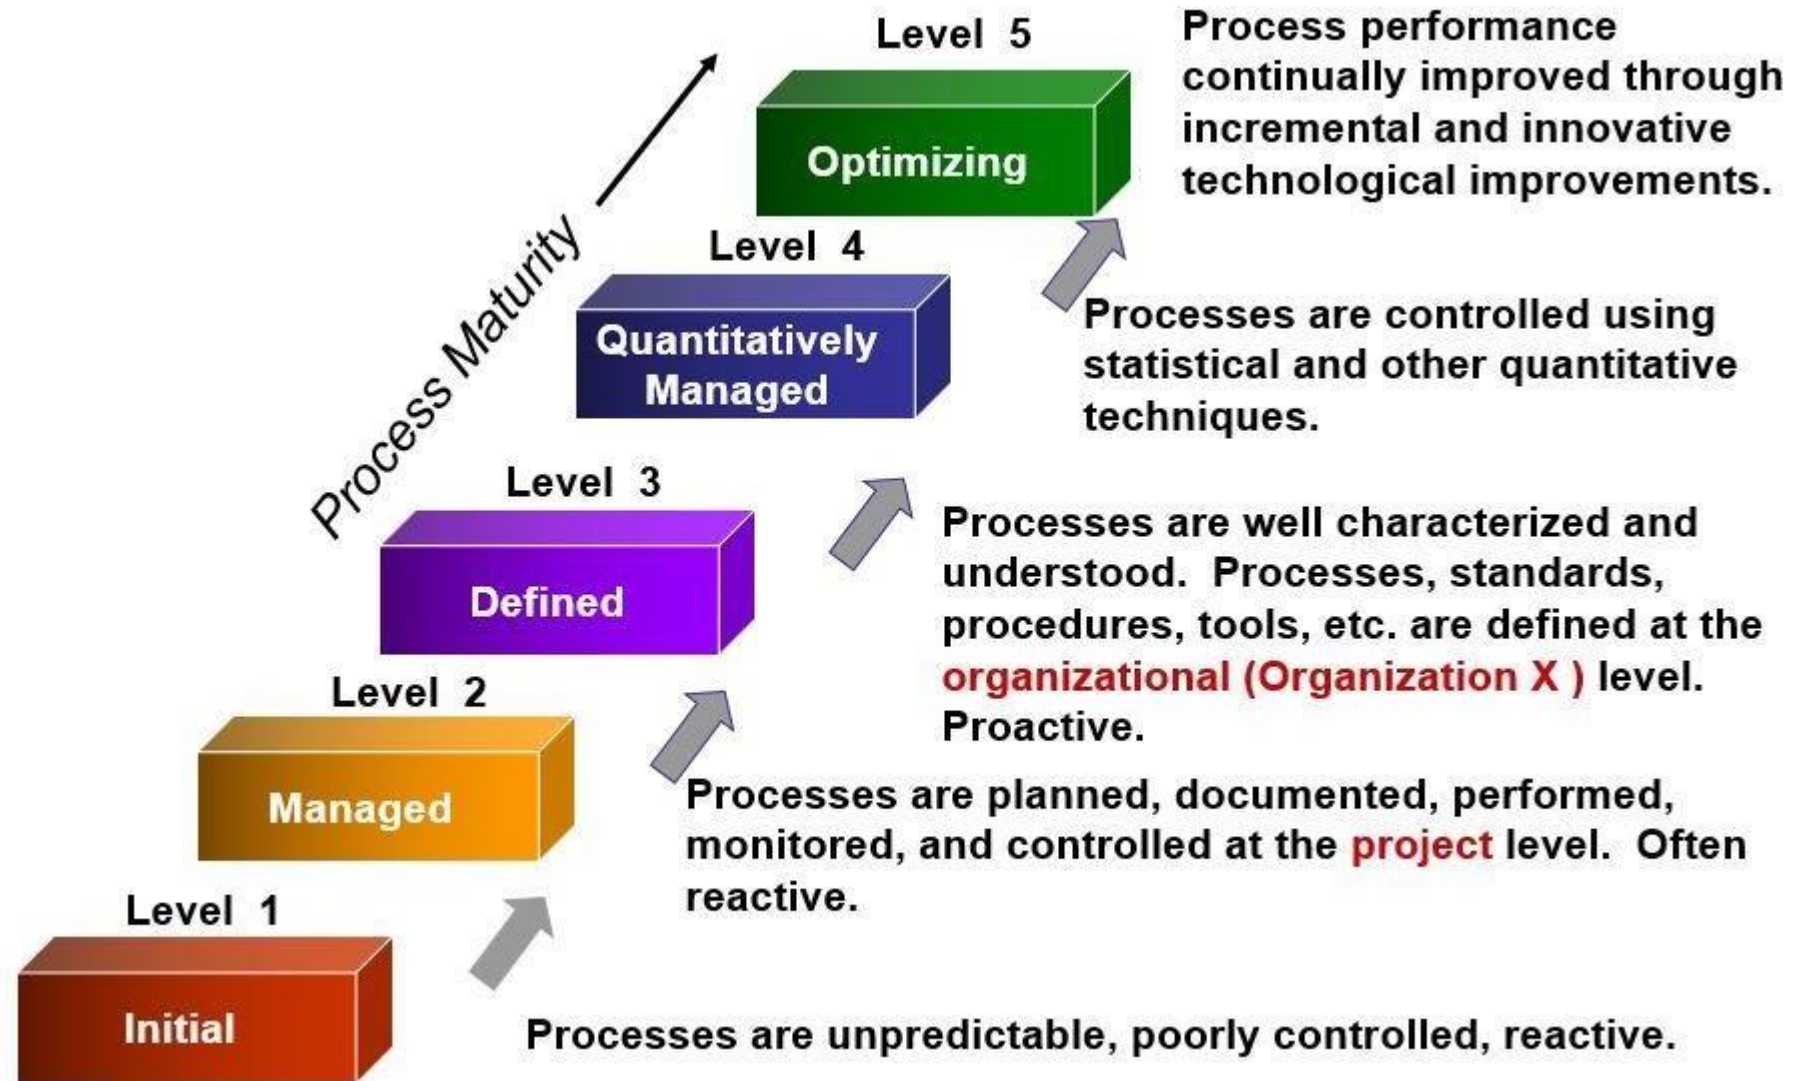 Level 5
Optimizing
Process performance
continually improved through
incremental and innovative
technological improvements.
Process Maturity
Level 4
Quantitatively
Managed
Processes are controlled using
statistical and other quantitative
techniques.
Level 3
Defined
Processes are well characterized and
understood. Processes, standards,
procedures, tools, etc. are defined at the
organizational (Organization X ) level.
Proactive.
Level 2
Managed
Processes are planned, documented, performed,
monitored, and controlled at the project level. Often
reactive.
Level 1
Initial
Processes are unpredictable, poorly controlled, reactive.